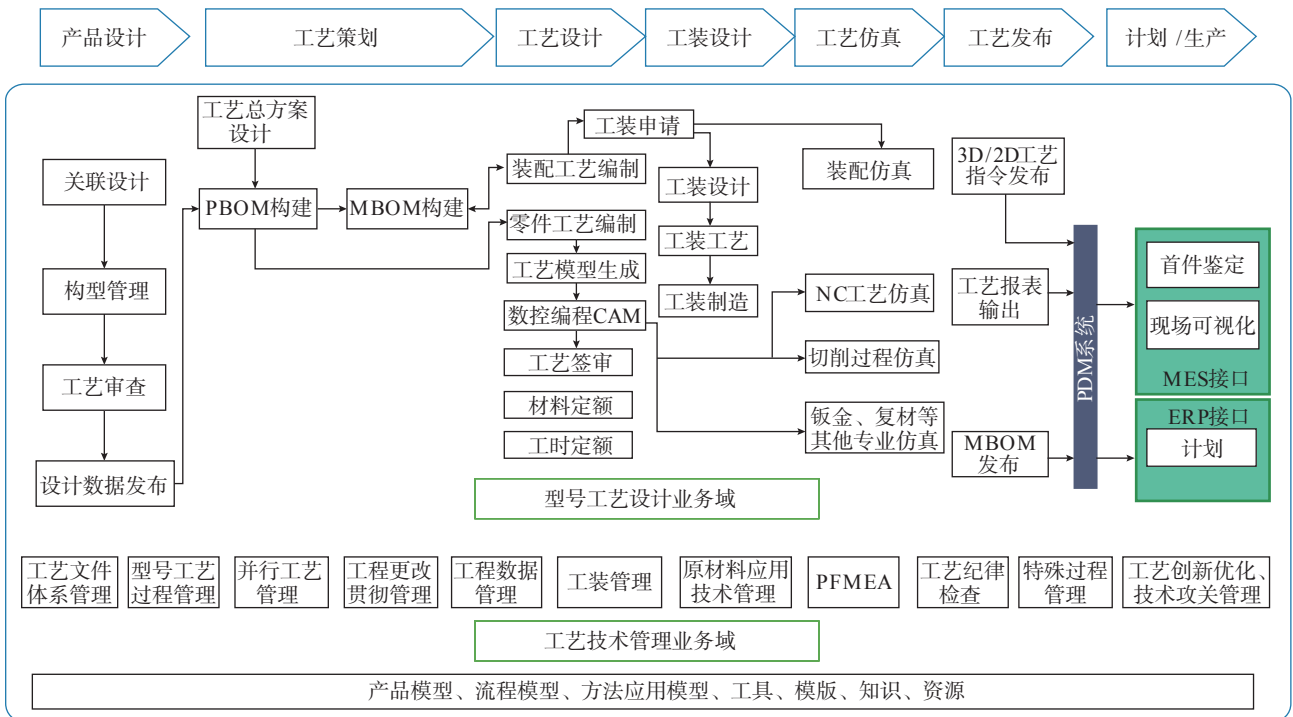 产品设计
工艺策划
工艺设计
工装设计
工艺仿真
工艺发布
计划 /生产
工艺总方案
设计
关联设计
构型管理
工艺审查
设计数据发布
PBOM构建
MBOM构建
工装申请
装配工艺编制
零件工艺编制
工艺模型生成
数控编程CAM
工艺签审
材料定额
工时定额
工装设计
工装工艺
工装制造
装配仿真
NC工艺仿真
切削过程仿真
钣金、复材等
其他专业仿真
3D/2D工艺
指令发布
工艺报表
输出
MBOM
发布
PDM系统
首件鉴定
现场可视化
MES接口
ERP接口
计划
型号工艺设计业务域
工艺文件
体系管理
型号工艺
过程管理
并行工艺
管理
工程更改
贯彻管理
工程数据
管理
工装管理
原材料应用
技术管理
PFMEA
工艺纪律
检查
特殊过程
管理
工艺创新优化、
技术攻关管理
工艺技术管理业务域
产品模型、流程模型、方法应用模型、工具、模版、知识、资源